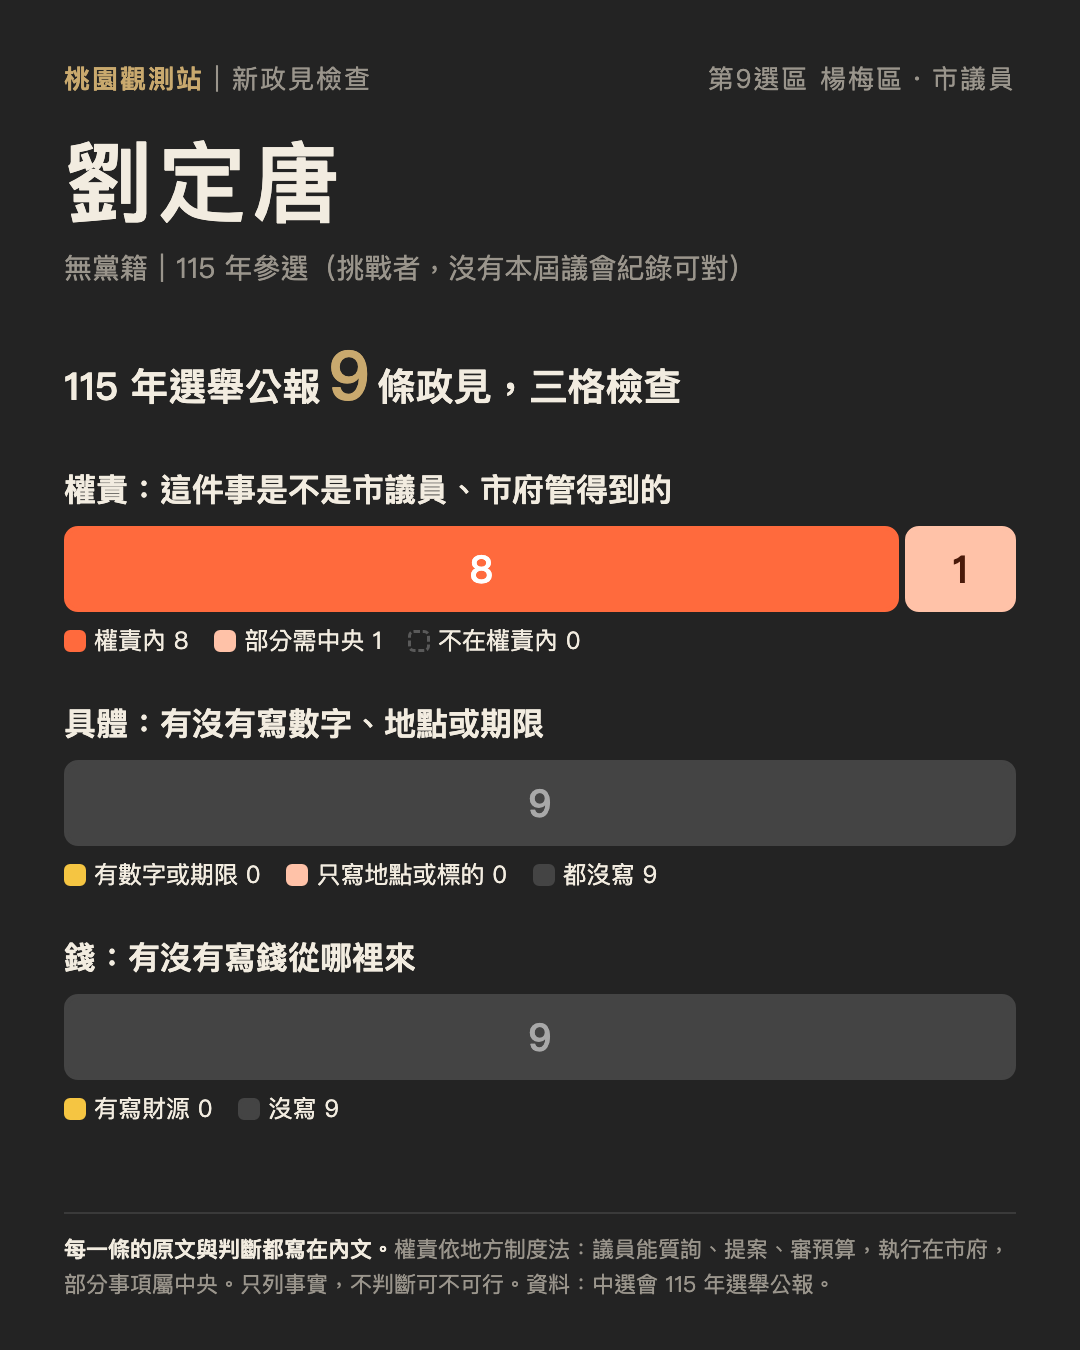 桃園觀測站｜新政見檢查
第9選區 楊梅區・市議員
劉定唐
無黨籍｜115 年參選（挑戰者，沒有本屆議會紀錄可對）
115 年選舉公報 9 條政見，三格檢查
權責：這件事是不是市議員、市府管得到的
8
1
權責內 8 部分需中央 1 不在權責內 0
具體：有沒有寫數字、地點或期限
9
有數字或期限 0 只寫地點或標的 0 都沒寫 9
錢：有沒有寫錢從哪裡來
9
有寫財源 0 沒寫 9
每一條的原文與判斷都寫在內文。權責依地方制度法：議員能質詢、提案、審預算，執行在市府，
部分事項屬中央。只列事實，不判斷可不可行。資料：中選會 115 年選舉公報。